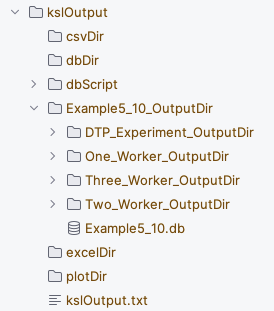 kslOutput
csvDir
dbDir
dbScript
Example5_10_OutputDir
DTP_Experiment_OutputDir
One_Worker_OutputDir
Three_Worker_OutputDir
Two_Worker_OutputDir
Example5_10.db
excelDir
plotDir
kslOutput.txt